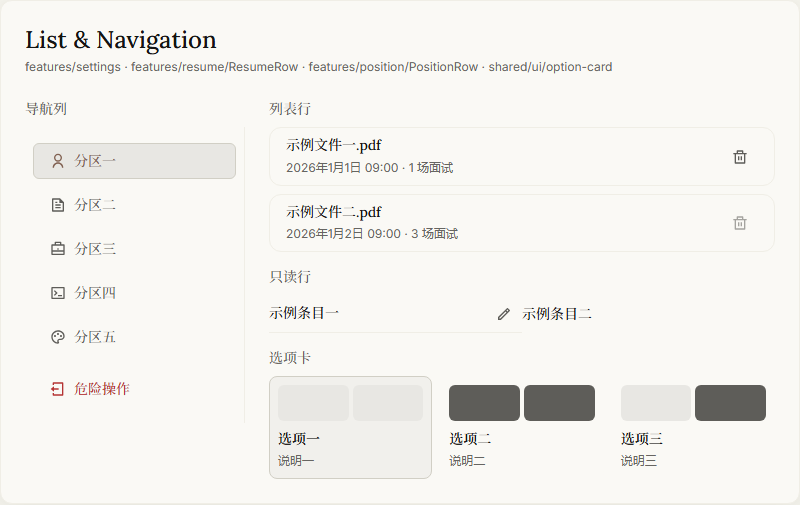 List & Navigation
features/settings · features/resume/ResumeRow · features/position/PositionRow · shared/ui/option-card
导航列
分区一
分区二
分区三
分区四
分区五
危险操作
列表行
示例文件一.pdf
2026年1月1日 09:00 · 1 场面试
示例文件二.pdf
2026年1月2日 09:00 · 3 场面试
只读行
示例条目一
示例条目二
选项卡
选项一
说明一
选项二
说明二
选项三
说明三